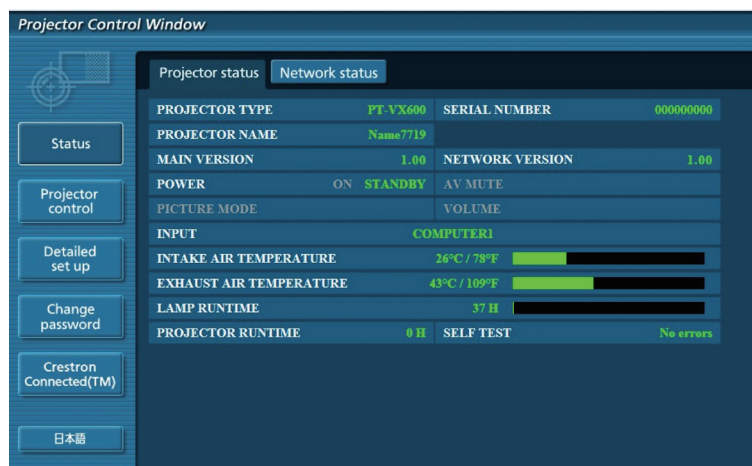 Projector Control Window
Projector status Network status
Status
Projector control
Detailed set up
Change password
Crestron Connected(TM)
日本語
PROJECTOR TYPE PT-VX600 SERIAL NUMBER 000000000
PROJECTOR NAME Name7719
MAIN VERSION 1.00 NETWORK VERSION 1.00
POWER ON STANDBY AV MUTE
PICTURE MODE VOLUME
INPUT COMPUTER1
INTAKE AIR TEMPERATURE 26°C / 78°F
EXHAUST AIR TEMPERATURE 43°C / 109°F
LAMP RUNTIME 37 H
PROJECTOR RUNTIME 0 H SELF TEST No errors